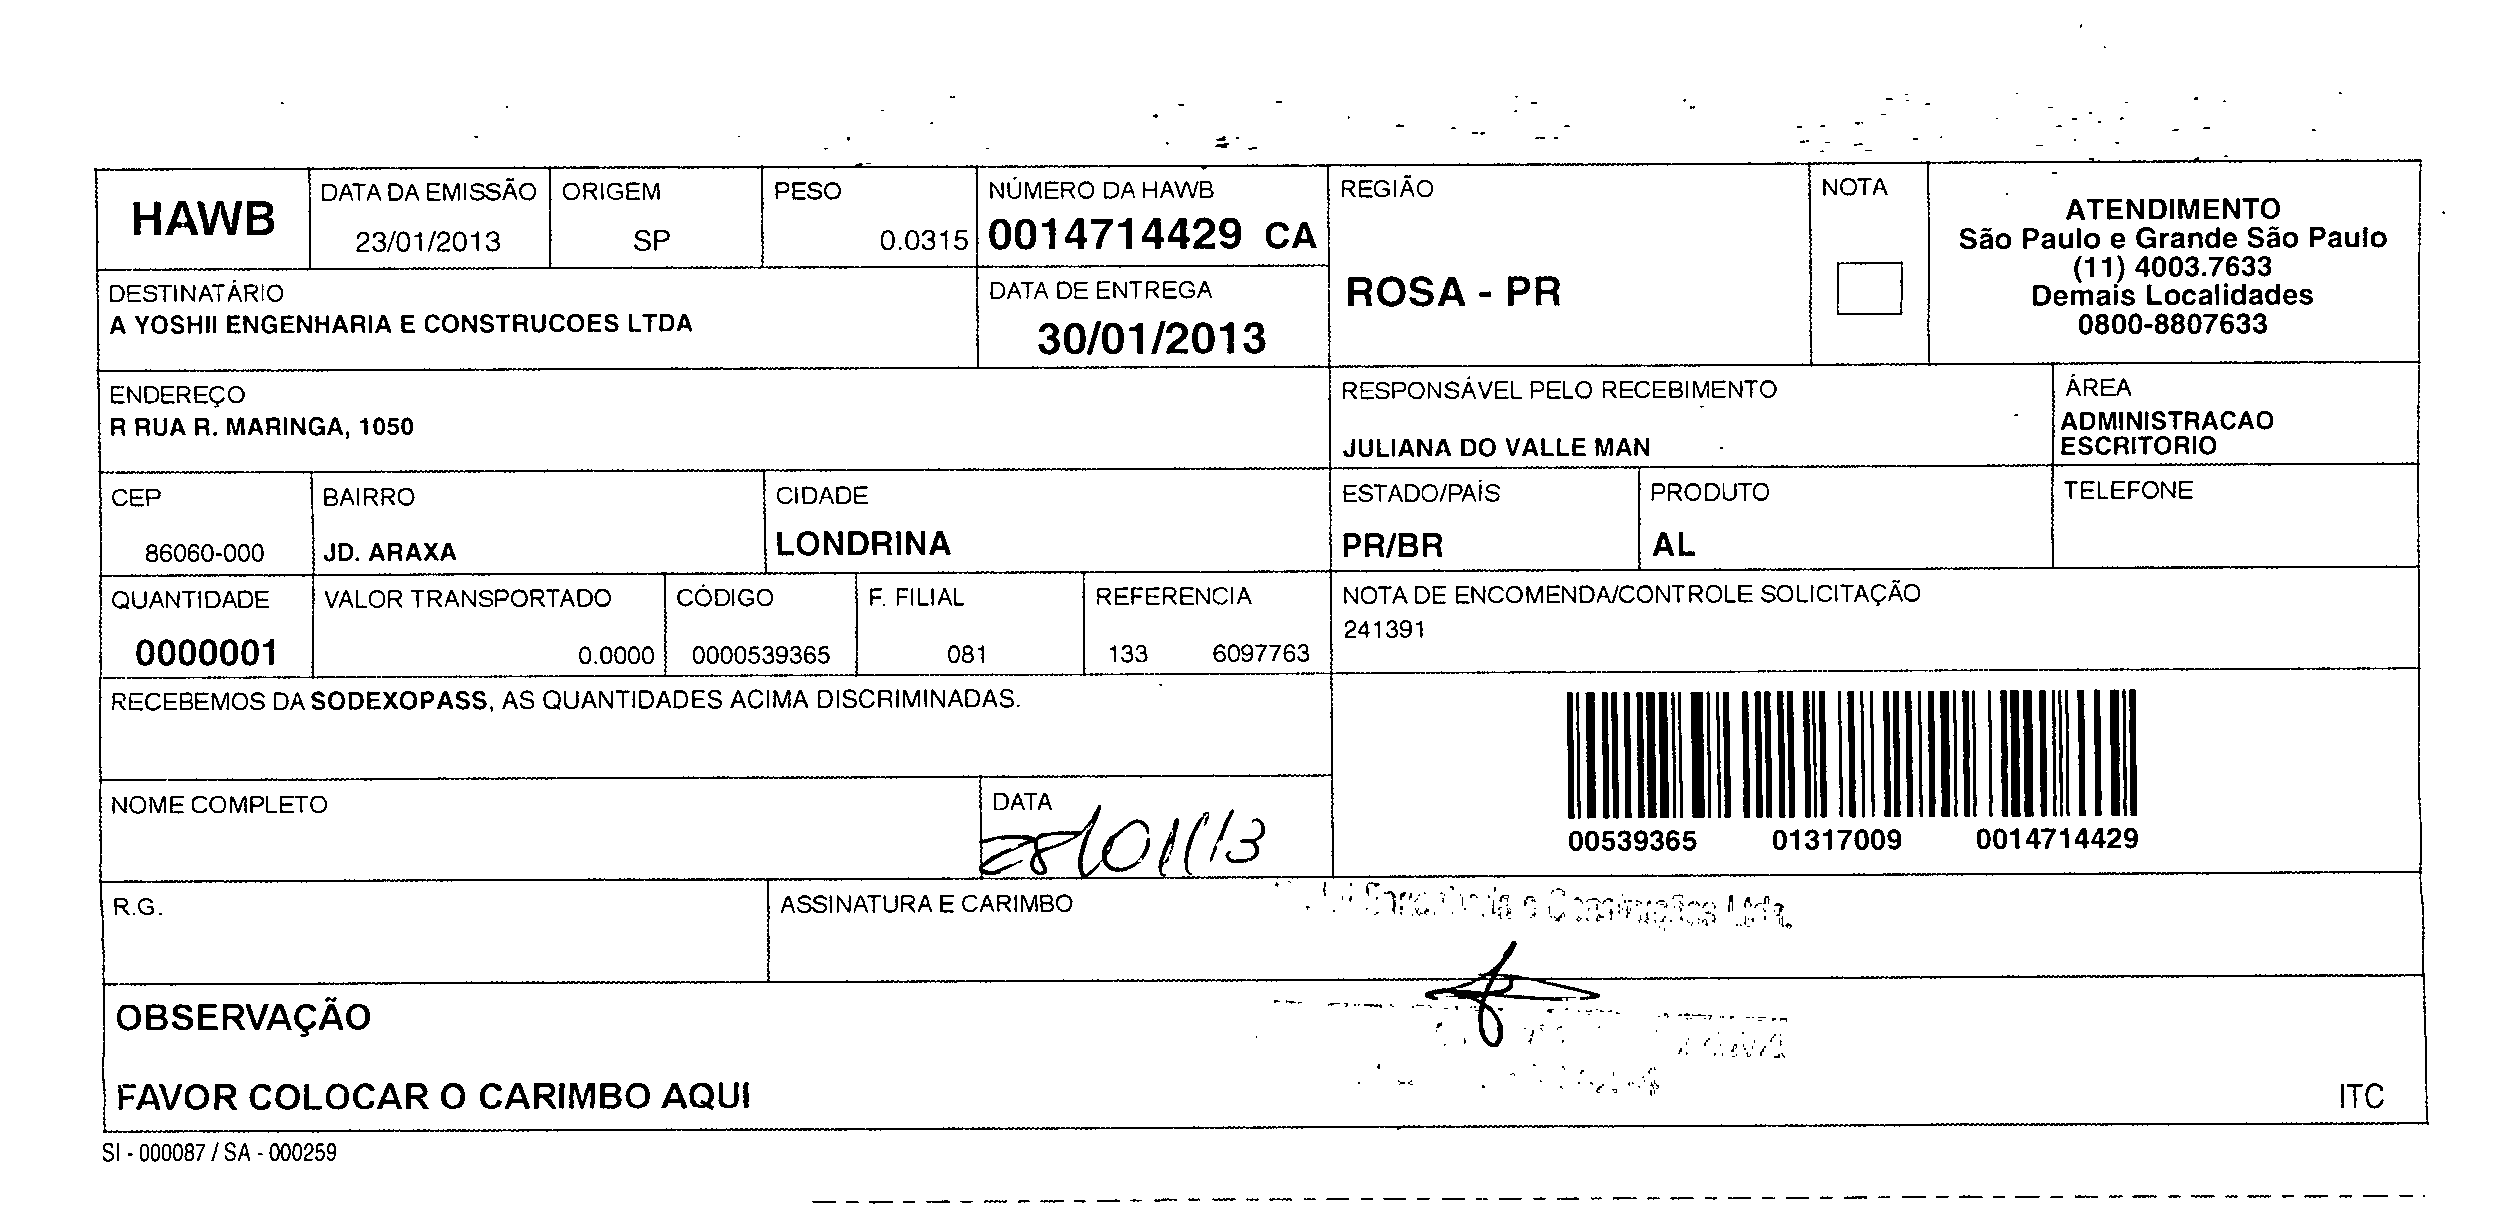 HAWB
DATA DA EMISSÃO
23/01/2013
ORIGEM
SP
PESO
0.0315
NÚMERO DA HAWB
0014714429 CA
REGIÃO
ROSA - PR
NOTA
ATENDIMENTO
São Paulo e Grande São Paulo
(11) 4003.7633
Demais Localidades
0800-8807633
DESTINATÁRIO
A YOSHII ENGENHARIA E CONSTRUCOES LTDA
DATA DE ENTREGA
30/01/2013
ENDEREÇO
R RUA R. MARINGA, 1050
RESPONSÁVEL PELO RECEBIMENTO
JULIANA DO VALLE MAN
ÁREA
ADMINISTRACAO
ESCRITORIO
CEP
86060-000
BAIRRO
JD. ARAXA
CIDADE
LONDRINA
ESTADO/PAÍS
PR/BR
PRODUTO
AL
TELEFONE
QUANTIDADE
0000001
VALOR TRANSPORTADO
0.0000
CÓDIGO
0000539365
F. FILIAL
081
REFERENCIA
133 6097763
NOTA DE ENCOMENDA/CONTROLE SOLICITAÇÃO
241391
RECEBEMOS DA SODEXOPASS, AS QUANTIDADES ACIMA DISCRIMINADAS.
00539365 01317009 0014714429
NOME COMPLETO
DATA
28/01/13
R.G.
ASSINATURA E CARIMBO
e Construções Ltda.
OBSERVAÇÃO
FAVOR COLOCAR O CARIMBO AQUI
ITC
SI - 000087 / SA - 000259